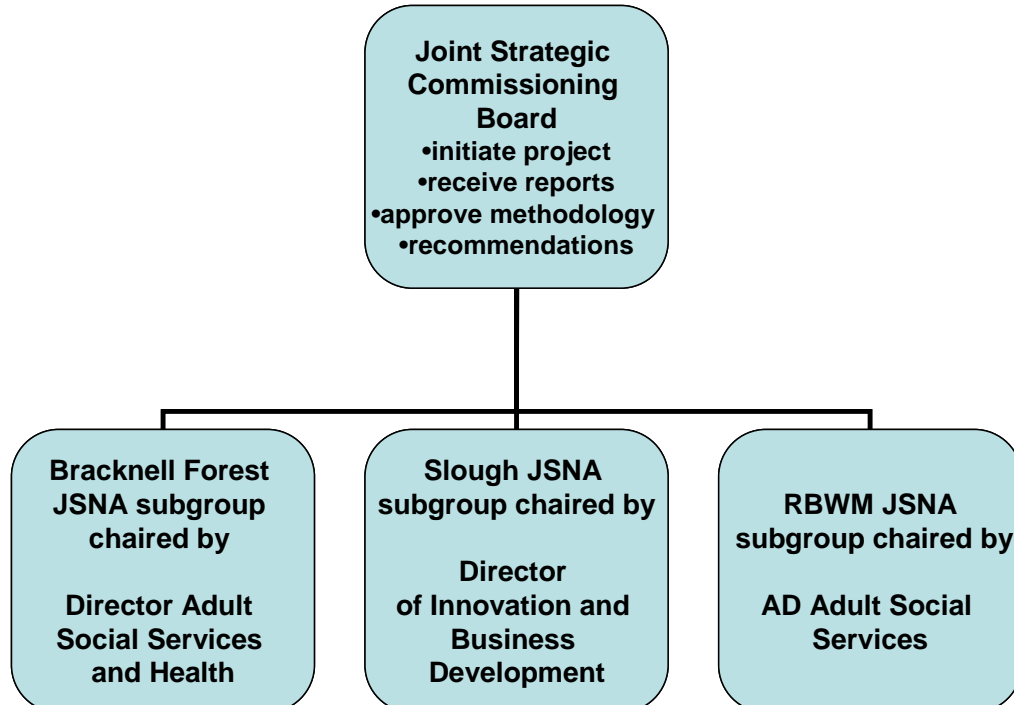 Joint Strategic
Commissioning
Board
•initiate project
•receive reports
•approve methodology
•recommendations
Bracknell Forest
JSNA subgroup
chaired by
Director Adult
Social Services
and Health
Slough JSNA
subgroup chaired by
Director
of Innovation and
Business
Development
RBWM JSNA
subgroup chaired by
AD Adult Social
Services